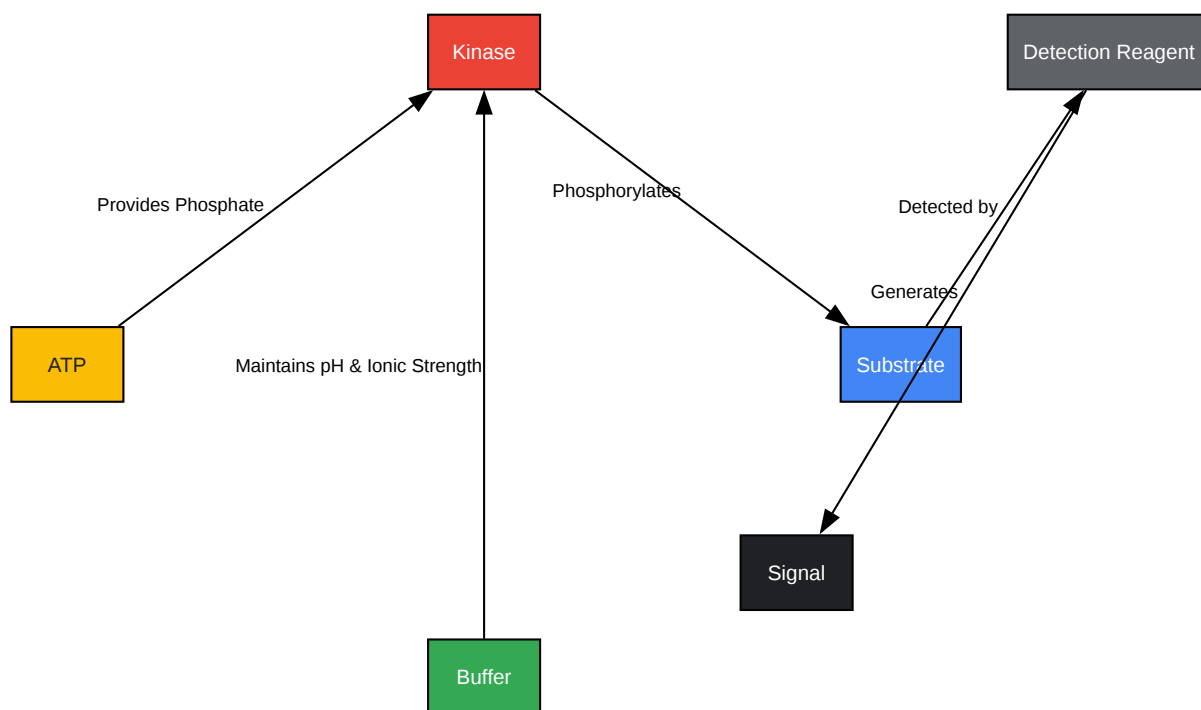 Kinase
Detection Reagent
Phosphorylates
Provides Phosphate
Detected by
Generates
ATP
Maintains pH & Ionic Strength
Substrate
Signal
Buffer